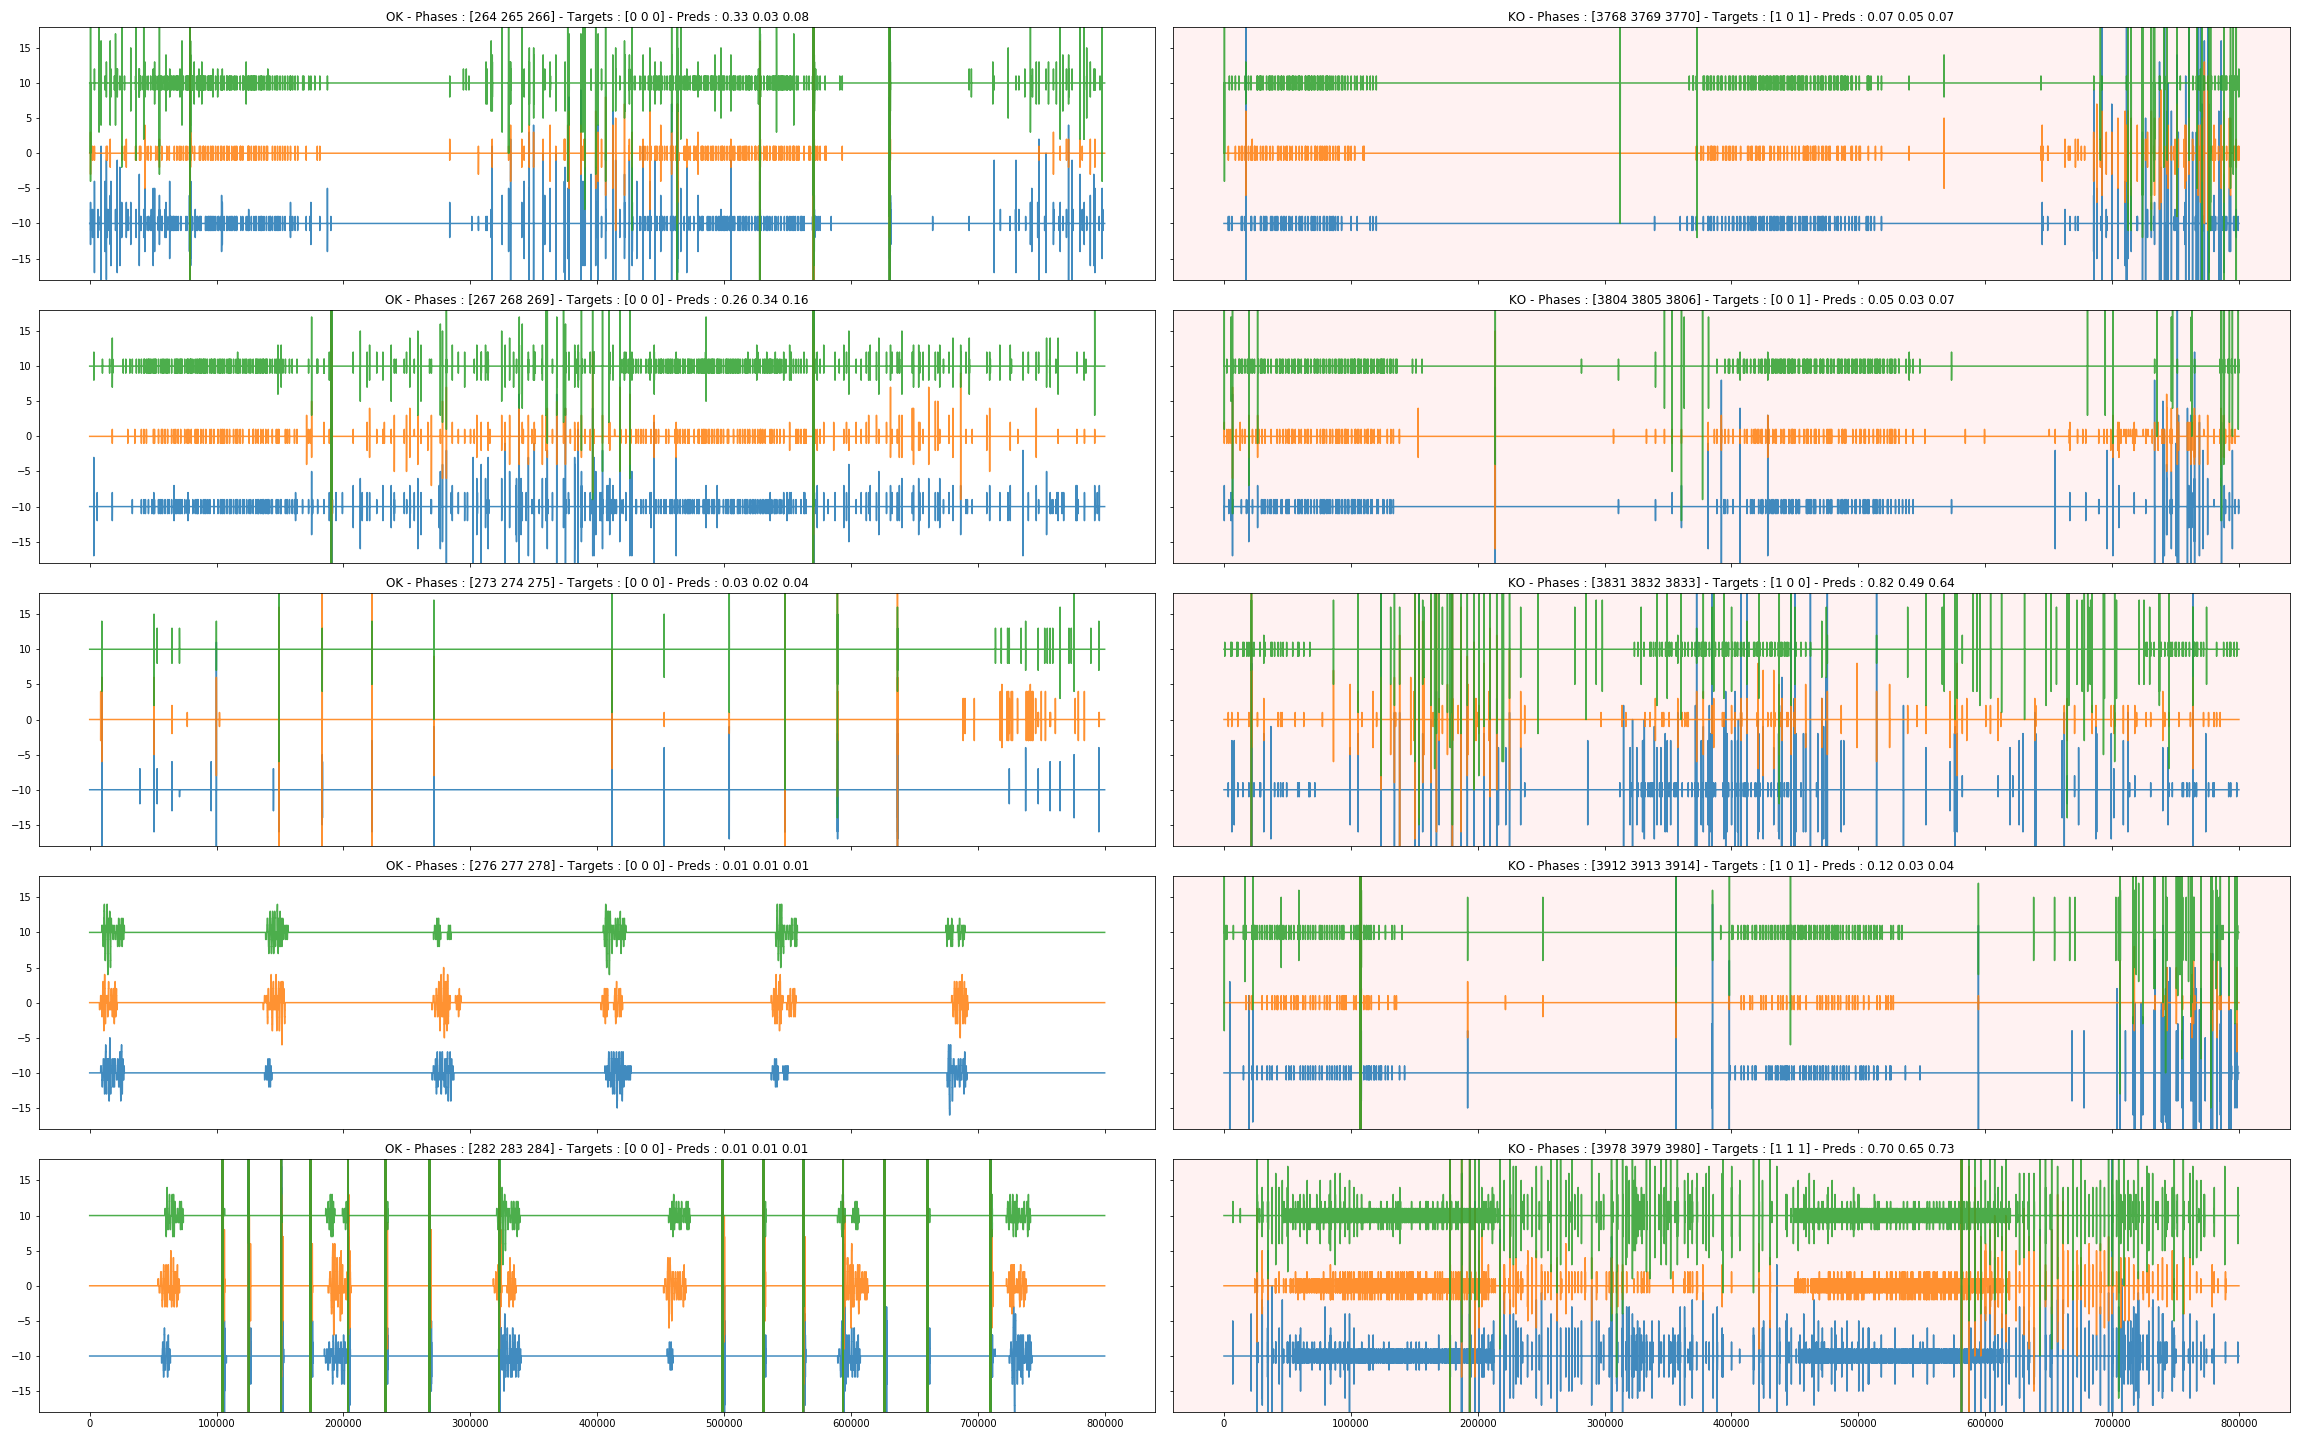 OK - Phases : [264 265 266] - Targets : [0 0 0] - Preds : 0.33 0.03 0.08
KO - Phases : [3768 3769 3770] - Targets : [1 0 1] - Preds : 0.07 0.05 0.07
15
10
5
0
−5
−10
−15
OK - Phases : [267 268 269] - Targets : [0 0 0] - Preds : 0.26 0.34 0.16
KO - Phases : [3804 3805 3806] - Targets : [0 0 1] - Preds : 0.05 0.03 0.07
15
10
5
0
−5
−10
−15
OK - Phases : [273 274 275] - Targets : [0 0 0] - Preds : 0.03 0.02 0.04
KO - Phases : [3831 3832 3833] - Targets : [1 0 0] - Preds : 0.82 0.49 0.64
15
10
5
0
−5
−10
−15
OK - Phases : [276 277 278] - Targets : [0 0 0] - Preds : 0.01 0.01 0.01
KO - Phases : [3912 3913 3914] - Targets : [1 0 1] - Preds : 0.12 0.03 0.04
15
10
5
0
−5
−10
−15
OK - Phases : [282 283 284] - Targets : [0 0 0] - Preds : 0.01 0.01 0.01
KO - Phases : [3978 3979 3980] - Targets : [1 1 1] - Preds : 0.70 0.65 0.73
15
10
5
0
−5
−10
−15
0 100000 200000 300000 400000 500000 600000 700000 800000
0 100000 200000 300000 400000 500000 600000 700000 800000